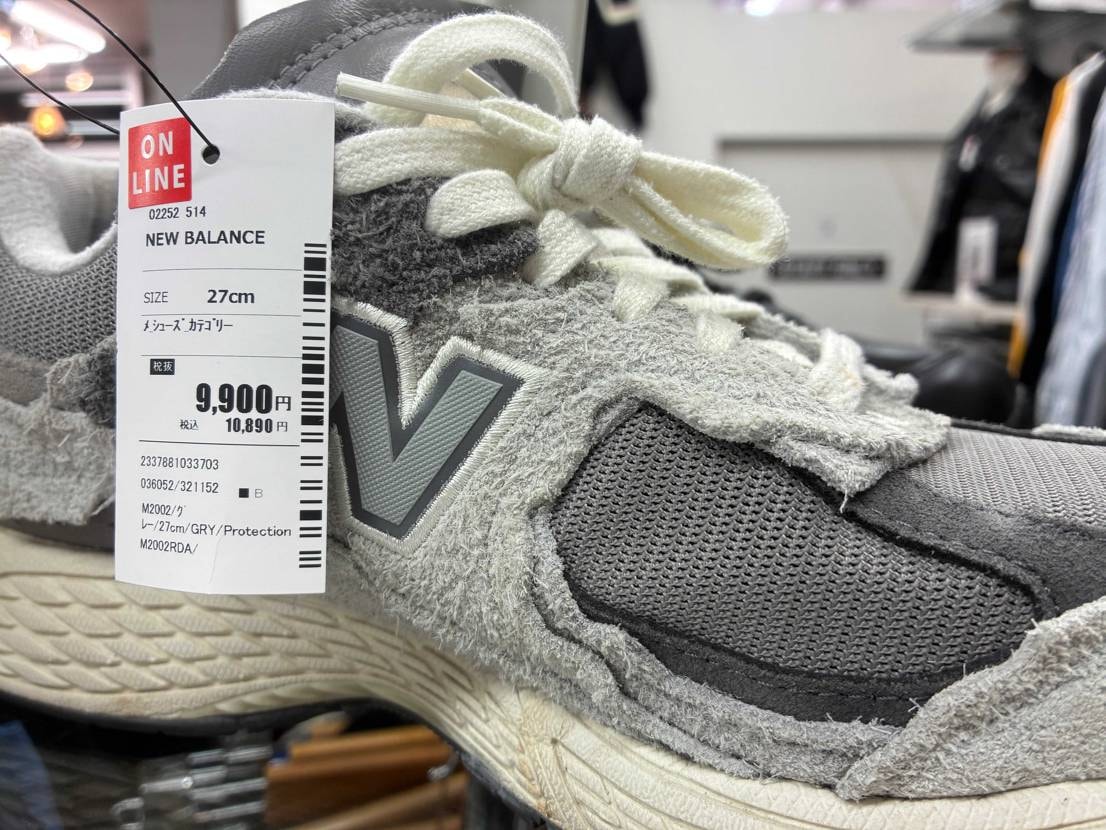 ON
LINE
02252 514
NEW BALANCE
SIZE 27cm
メンシューズ カテゴリー
税抜
9,900円
税込 10,890円
2337881033703
036052/321152 ■ B
M2002/グ
レー/27cm/GRY/Protection
M2002RDA/
N